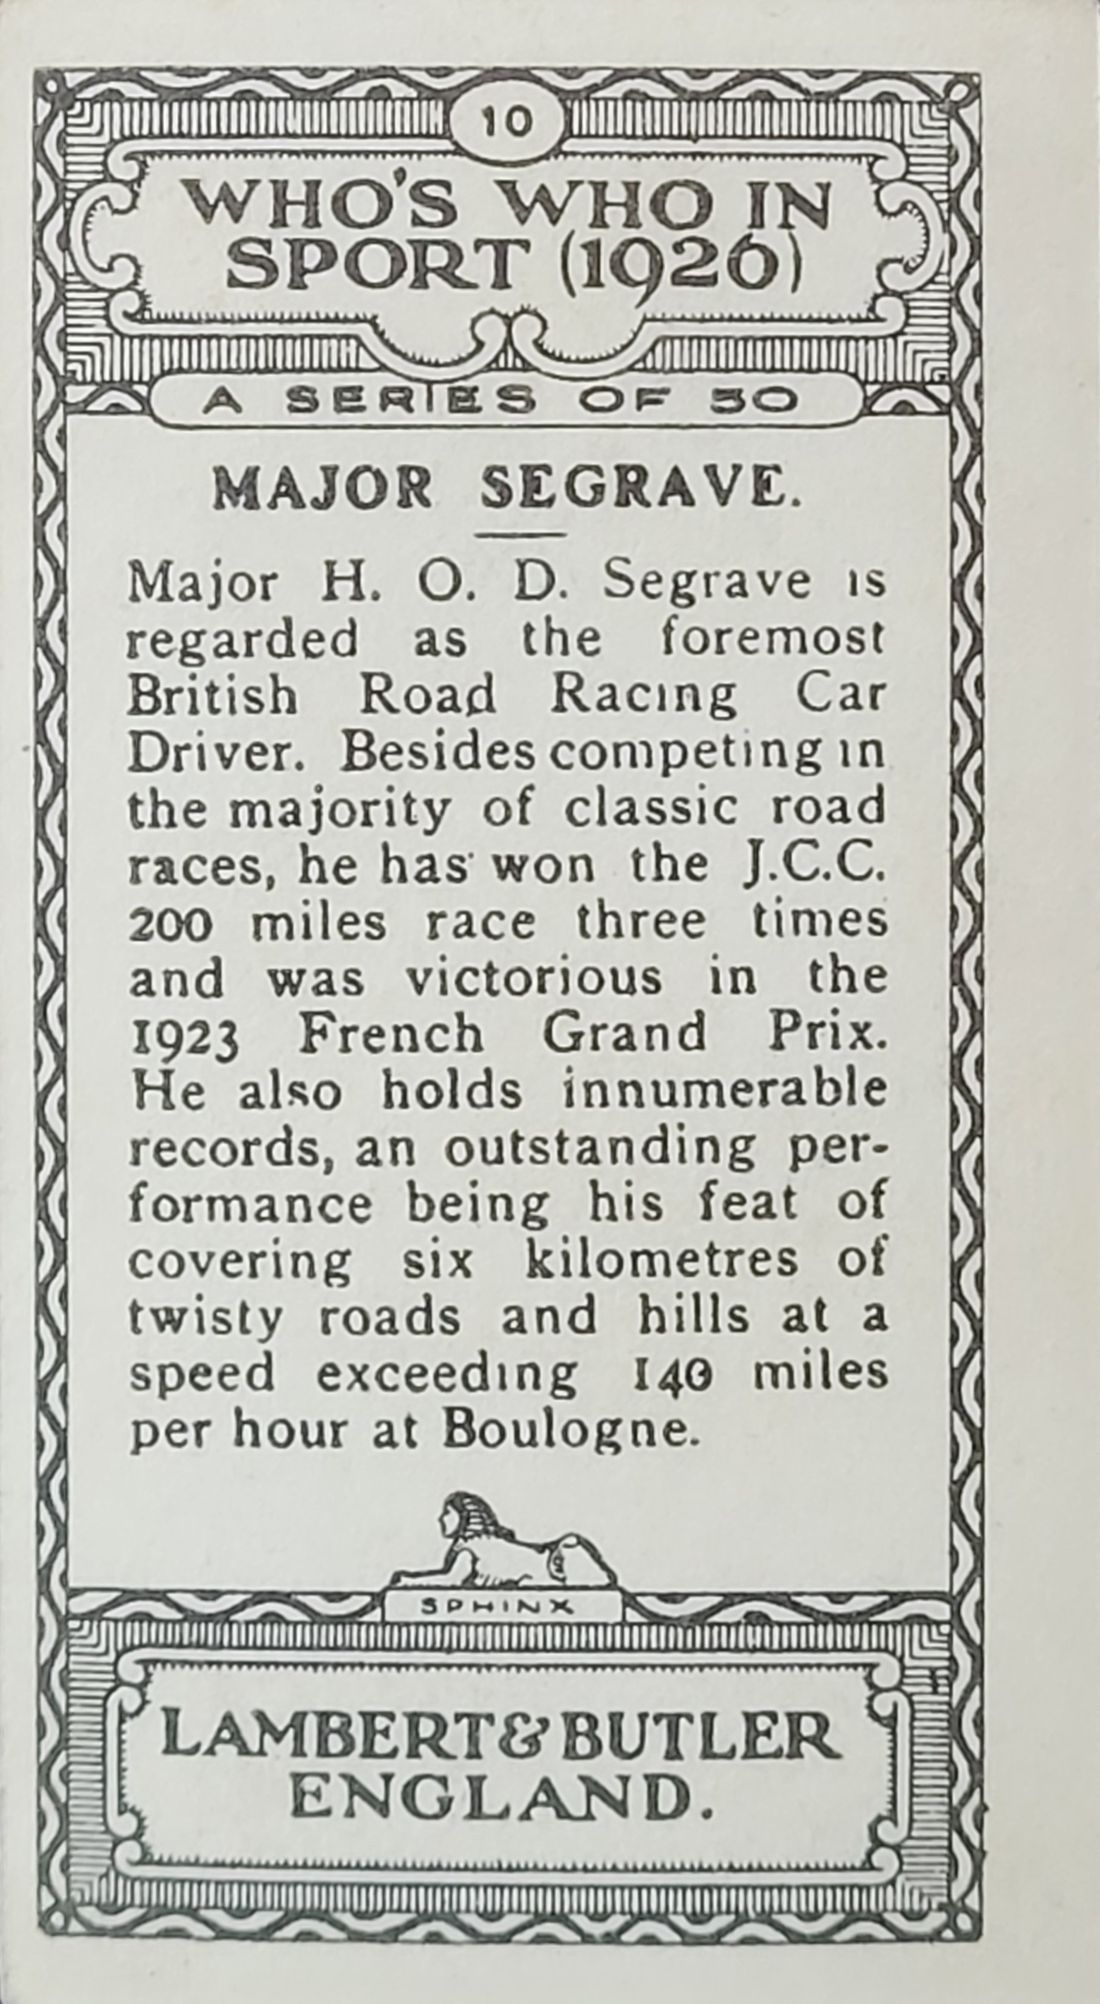 10
WHO'S WHO IN
SPORT (1926)
A SERIES OF 50
MAJOR SEGRAVE.
Major H. O. D. Segrave is
regarded as the foremost
British Road Racing Car
Driver. Besides competing in
the majority of classic road
races, he has won the J.C.C.
200 miles race three times
and was victorious in the
1923 French Grand Prix.
He also holds innumerable
records, an outstanding per-
formance being his feat of
covering six kilometres of
twisty roads and hills at a
speed exceeding 140 miles
per hour at Boulogne.
SPHINX
LAMBERT & BUTLER
ENGLAND.